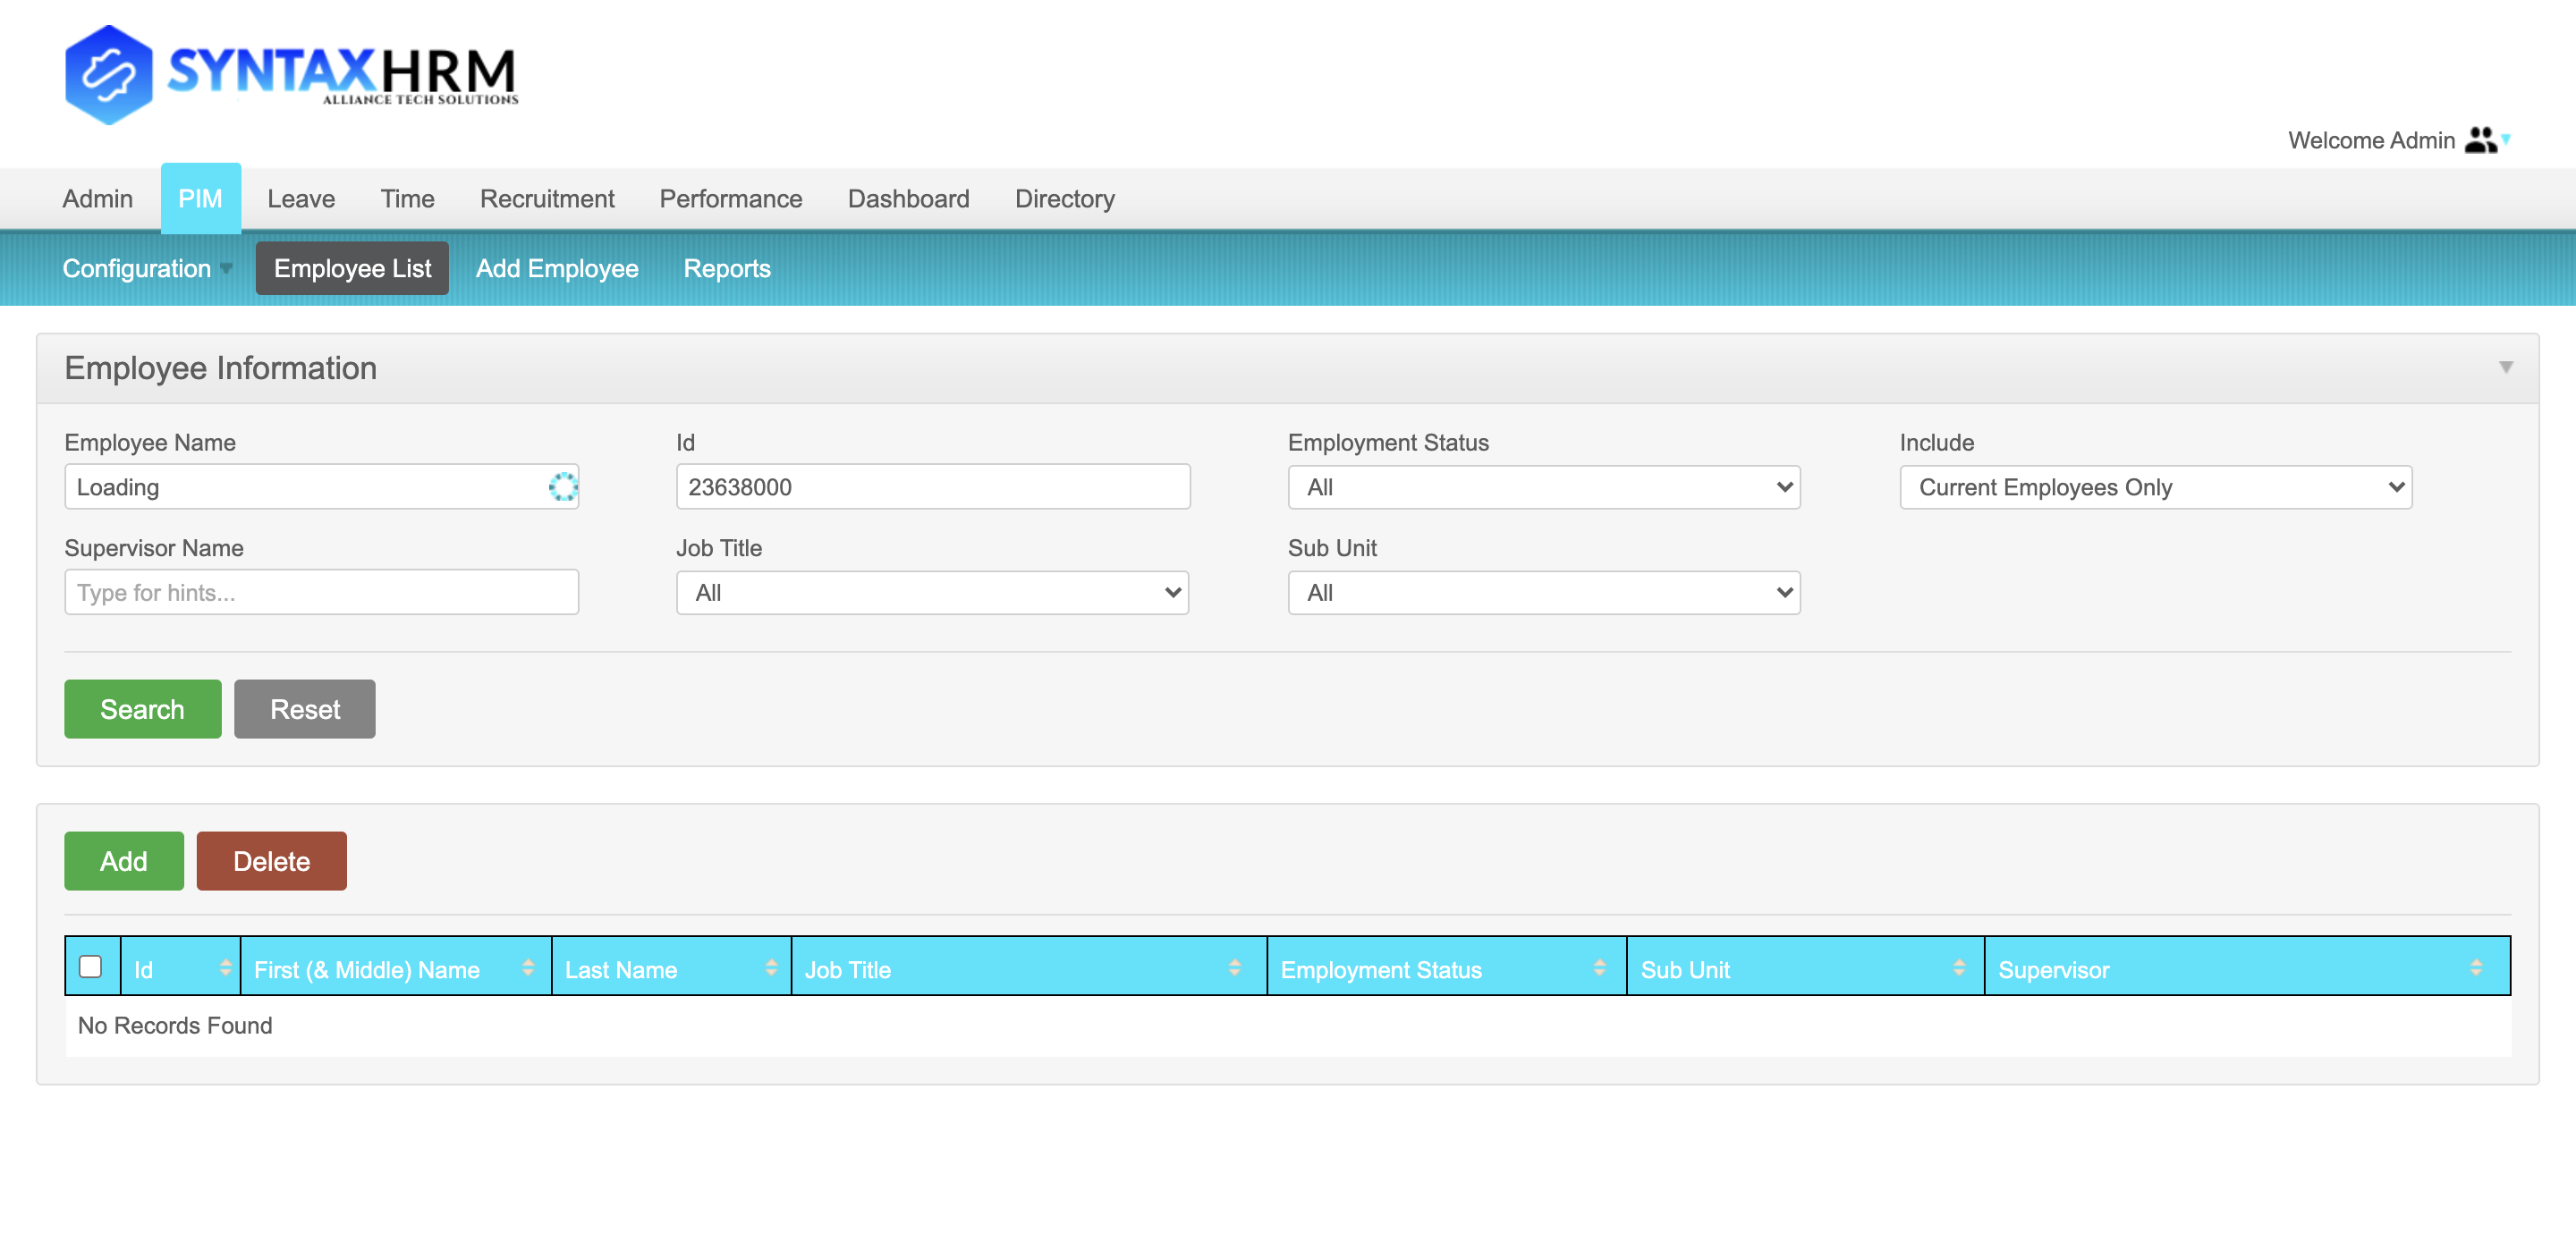 SYNTAXHRM
ALLIANCE TECH SOLUTIONS
Welcome Admin
Admin PIM Leave Time Recruitment Performance Dashboard Directory
Configuration Employee List Add Employee Reports
Employee Information
Employee Name Id Employment Status Include
Loading 23638000 All Current Employees Only
Supervisor Name Job Title Sub Unit
Type for hints... All All
Search Reset
Add Delete
Id First (& Middle) Name Last Name Job Title Employment Status Sub Unit Supervisor
No Records Found